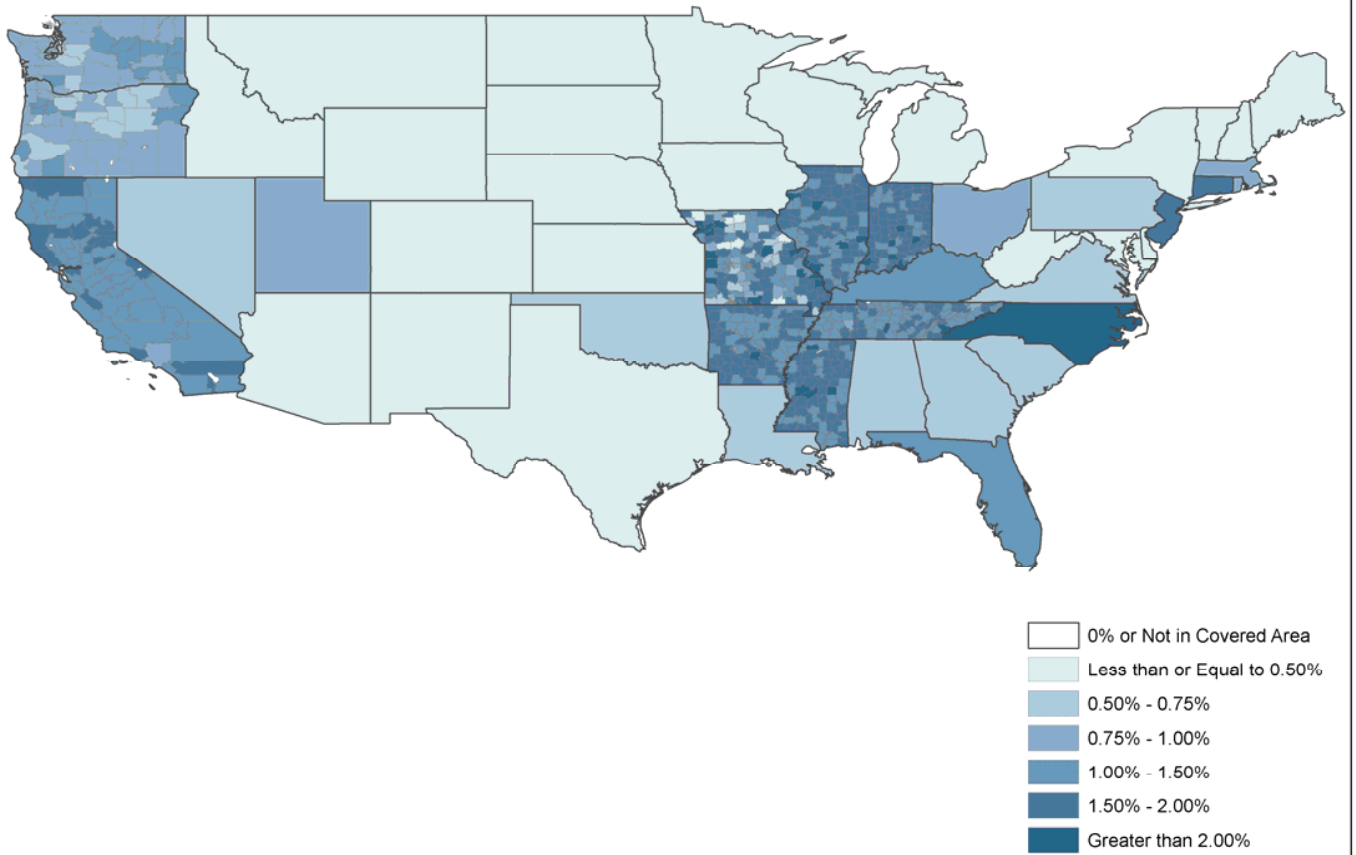 0% or Not in Covered Area
Less than or Equal to 0.50%
0.50% - 0.75%
0.75% - 1.00%
1.00% - 1.50%
1.50% - 2.00%
Greater than 2.00%